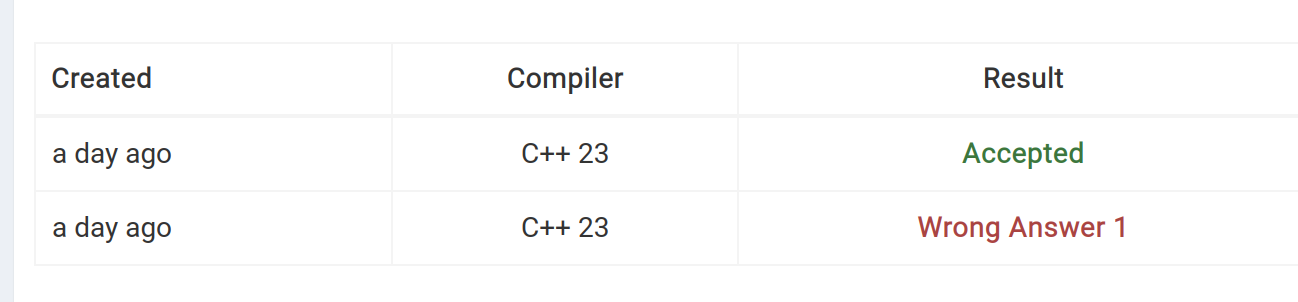 Created Compiler Result
a day ago C++ 23 Accepted
a day ago C++ 23 Wrong Answer 1